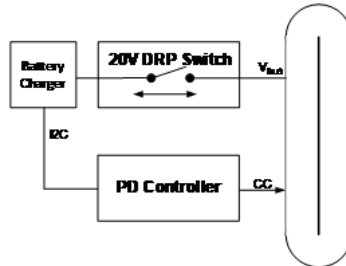 Battery
Charger
20V DRP Switch
Vbus
I2C
PD Controller
CC